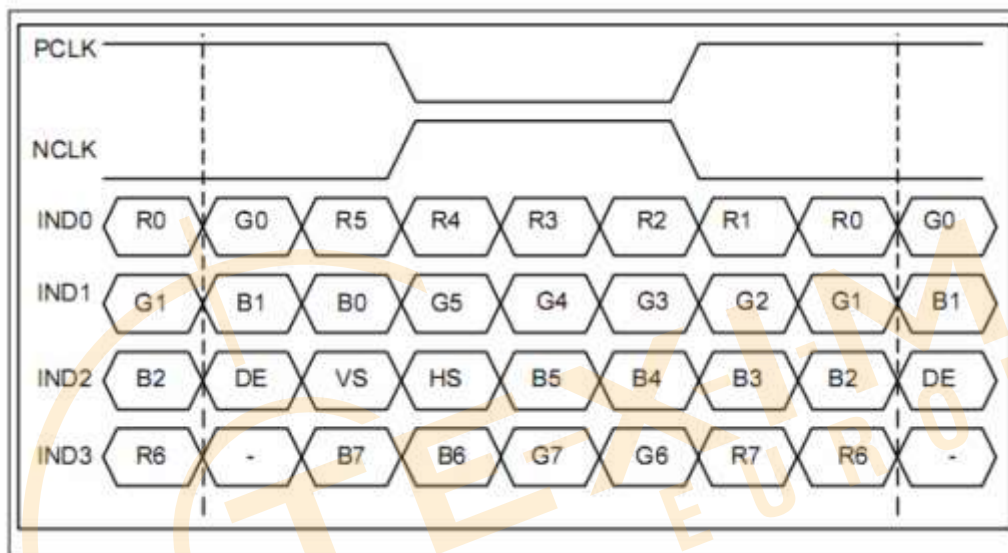 PCLK
NCLK
IND0 R0 G0 R5 R4 R3 R2 R1 R0 G0
IND1 G1 B1 B0 G5 G4 G3 G2 G1 B1
IND2 B2 DE VS HS B5 B4 B3 B2 DE
IND3 R6 - B7 B6 G7 G6 R7 R6 -
TEXIM
EURO